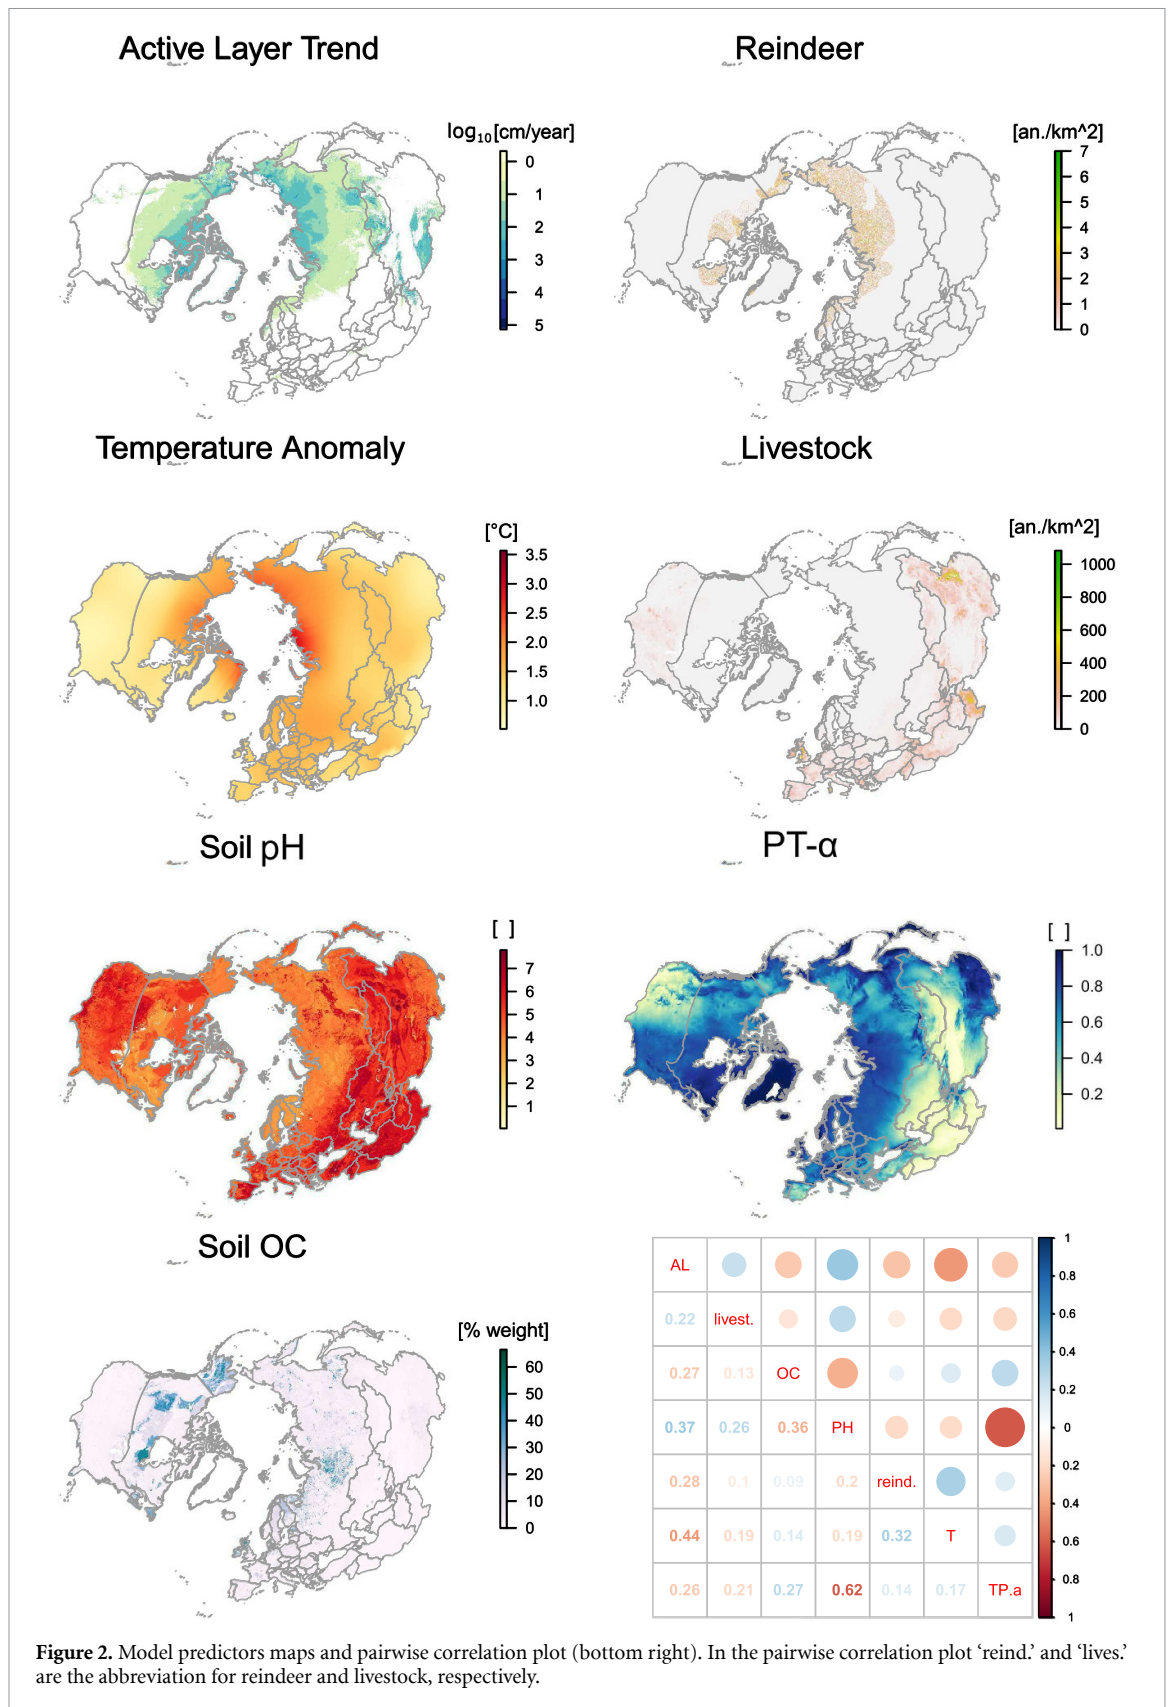 Active Layer Trend
Reindeer
log₁₀[cm/year]
0
1
2
3
4
5
[an./km^2]
7
6
5
4
3
2
1
0
Temperature Anomaly
Livestock
[°C]
3.5
3.0
2.5
2.0
1.5
1.0
[an./km^2]
1000
800
600
400
200
0
Soil pH
PT-α
[ ]
7
6
5
4
3
2
1
[ ]
1.0
0.8
0.6
0.4
0.2
Soil OC
[% weight]
60
50
40
30
20
10
0
AL
0.22 livest.
0.27 0.13 OC
0.37 0.26 0.36 PH
0.28 0.1 0.09 0.2 reind.
0.44 0.19 0.14 0.19 0.32 T
0.26 0.21 0.27 0.62 0.14 0.17 TP.a
1
0.8
0.6
0.4
0.2
0
0.2
0.4
0.6
0.8
1
Figure 2. Model predictors maps and pairwise correlation plot (bottom right). In the pairwise correlation plot ‘reind.’ and ‘lives.’
are the abbreviation for reindeer and livestock, respectively.